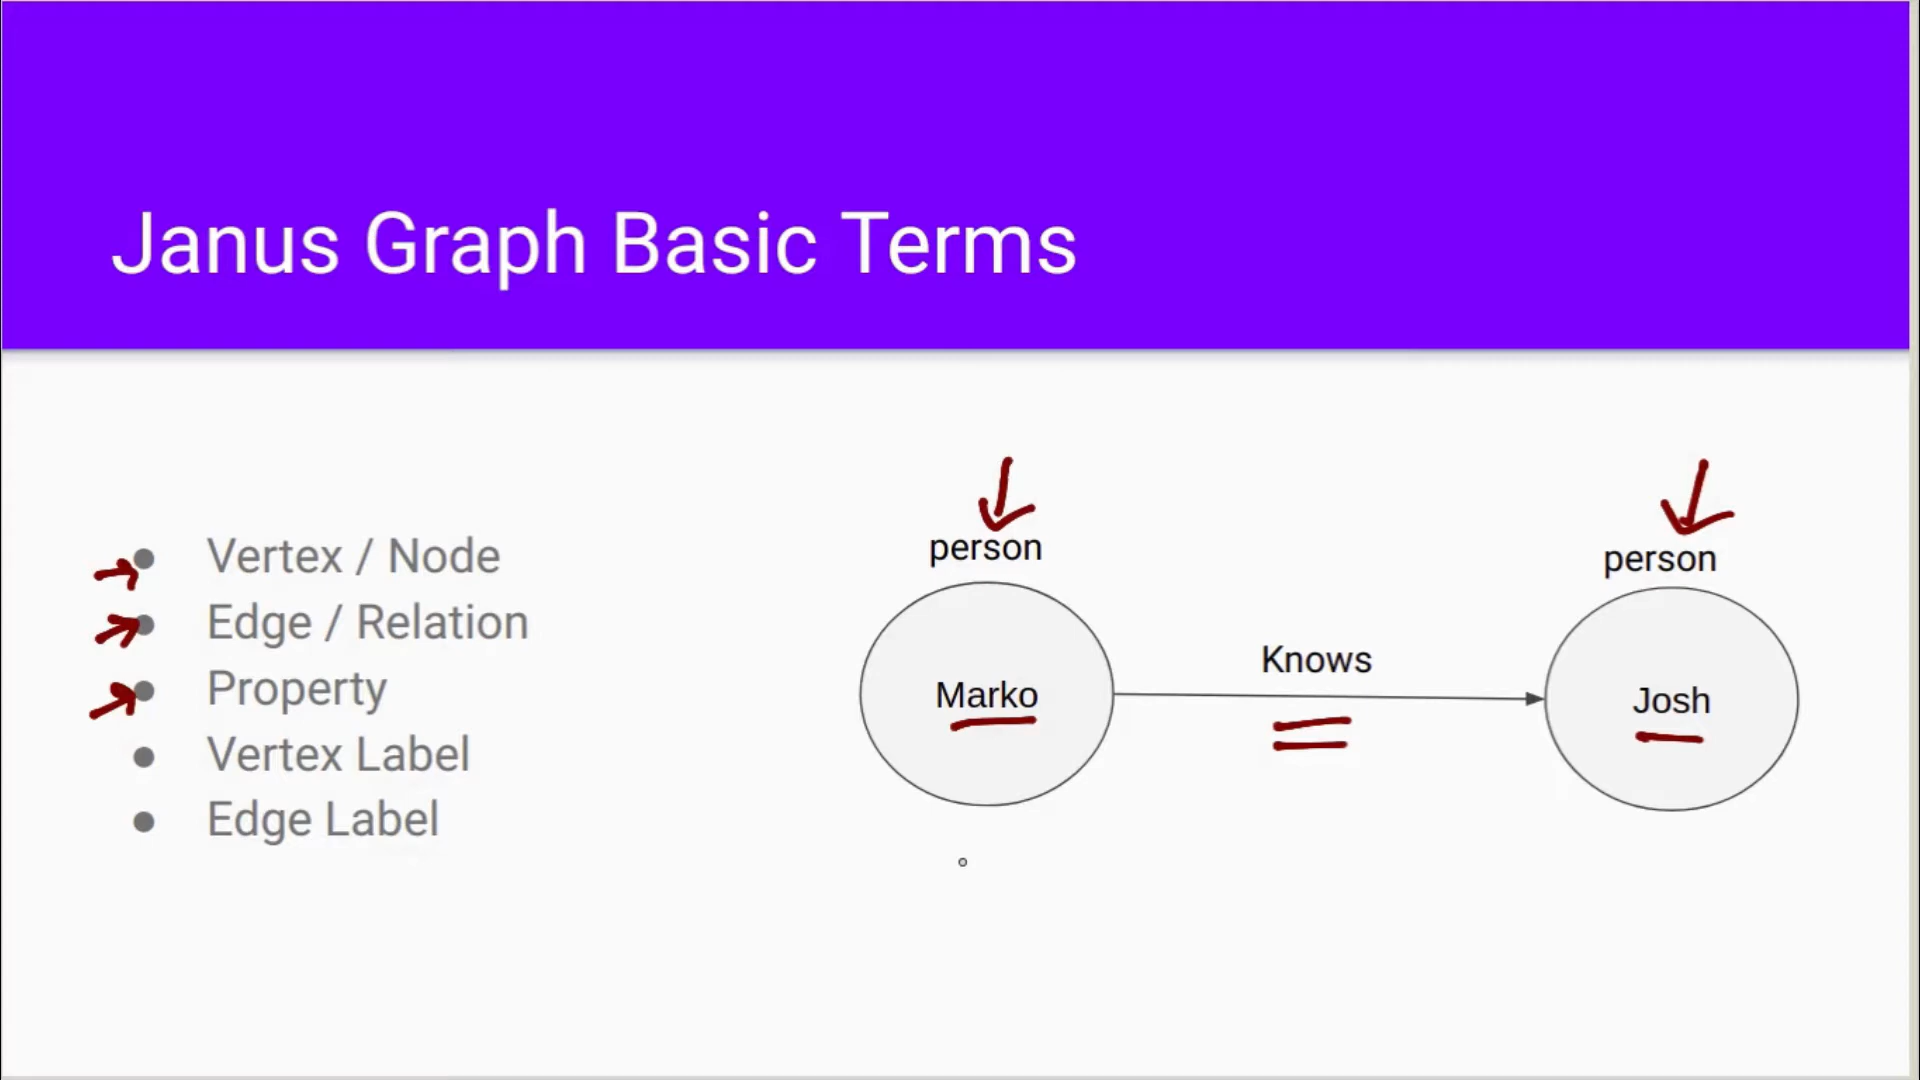 Janus Graph Basic Terms
Vertex / Node
Edge / Relation
Property
Vertex Label
Edge Label
person
person
Knows
Marko
Josh